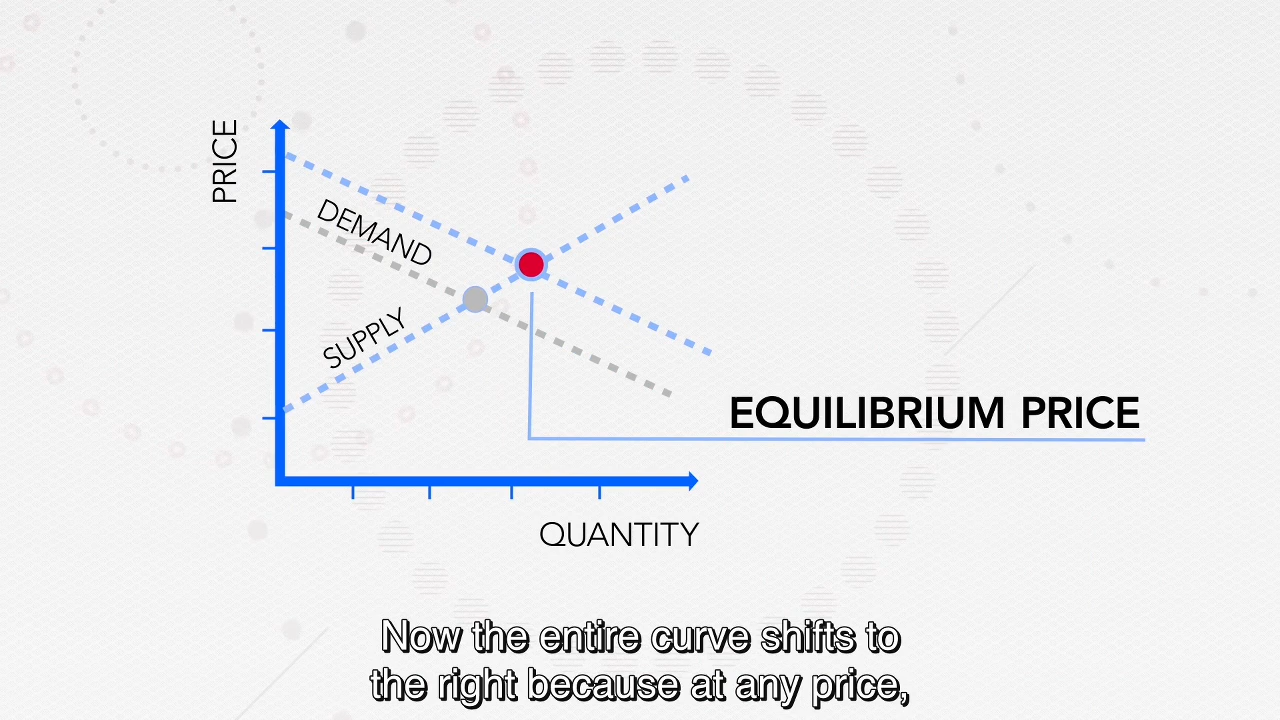 PRICE
DEMAND
SUPPLY
EQUILIBRIUM PRICE
QUANTITY
Now the entire curve shifts to
the right because at any price,